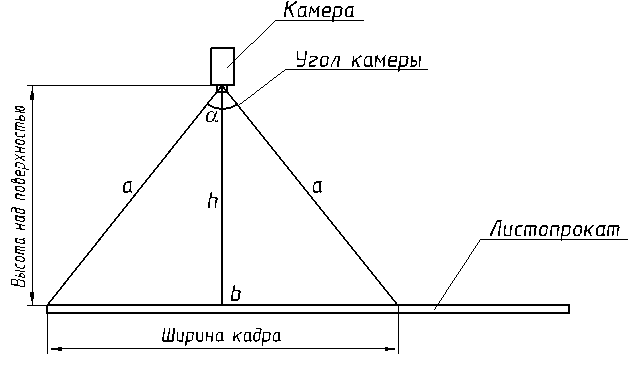 Камера
Угол камеры
α
a
h
a
Высота над поверхностью
Листопрокат
b
Ширина кадра